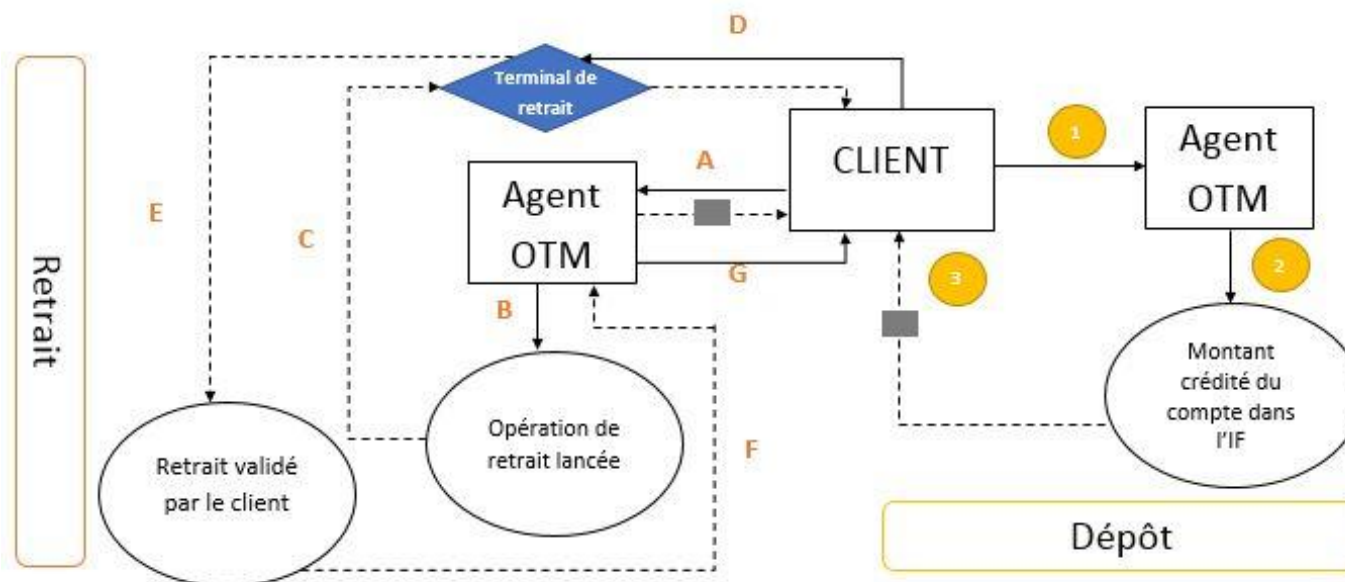 D
Terminal de
retrait
1
Agent
OTM
CLIENT
A
Agent
OTM
E
C
G
3
2
B
Retrait
Montant
crédité du
compte dans
l'IF
Opération de
retrait lancée
F
Retrait validé
par le client
Dépôt